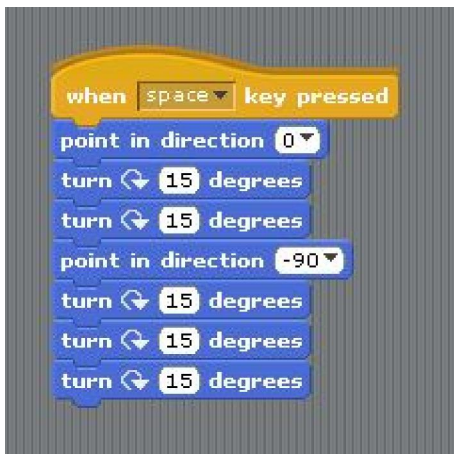 when space key pressed
point in direction 0
turn 15 degrees
turn 15 degrees
point in direction -90
turn 15 degrees
turn 15 degrees
turn 15 degrees